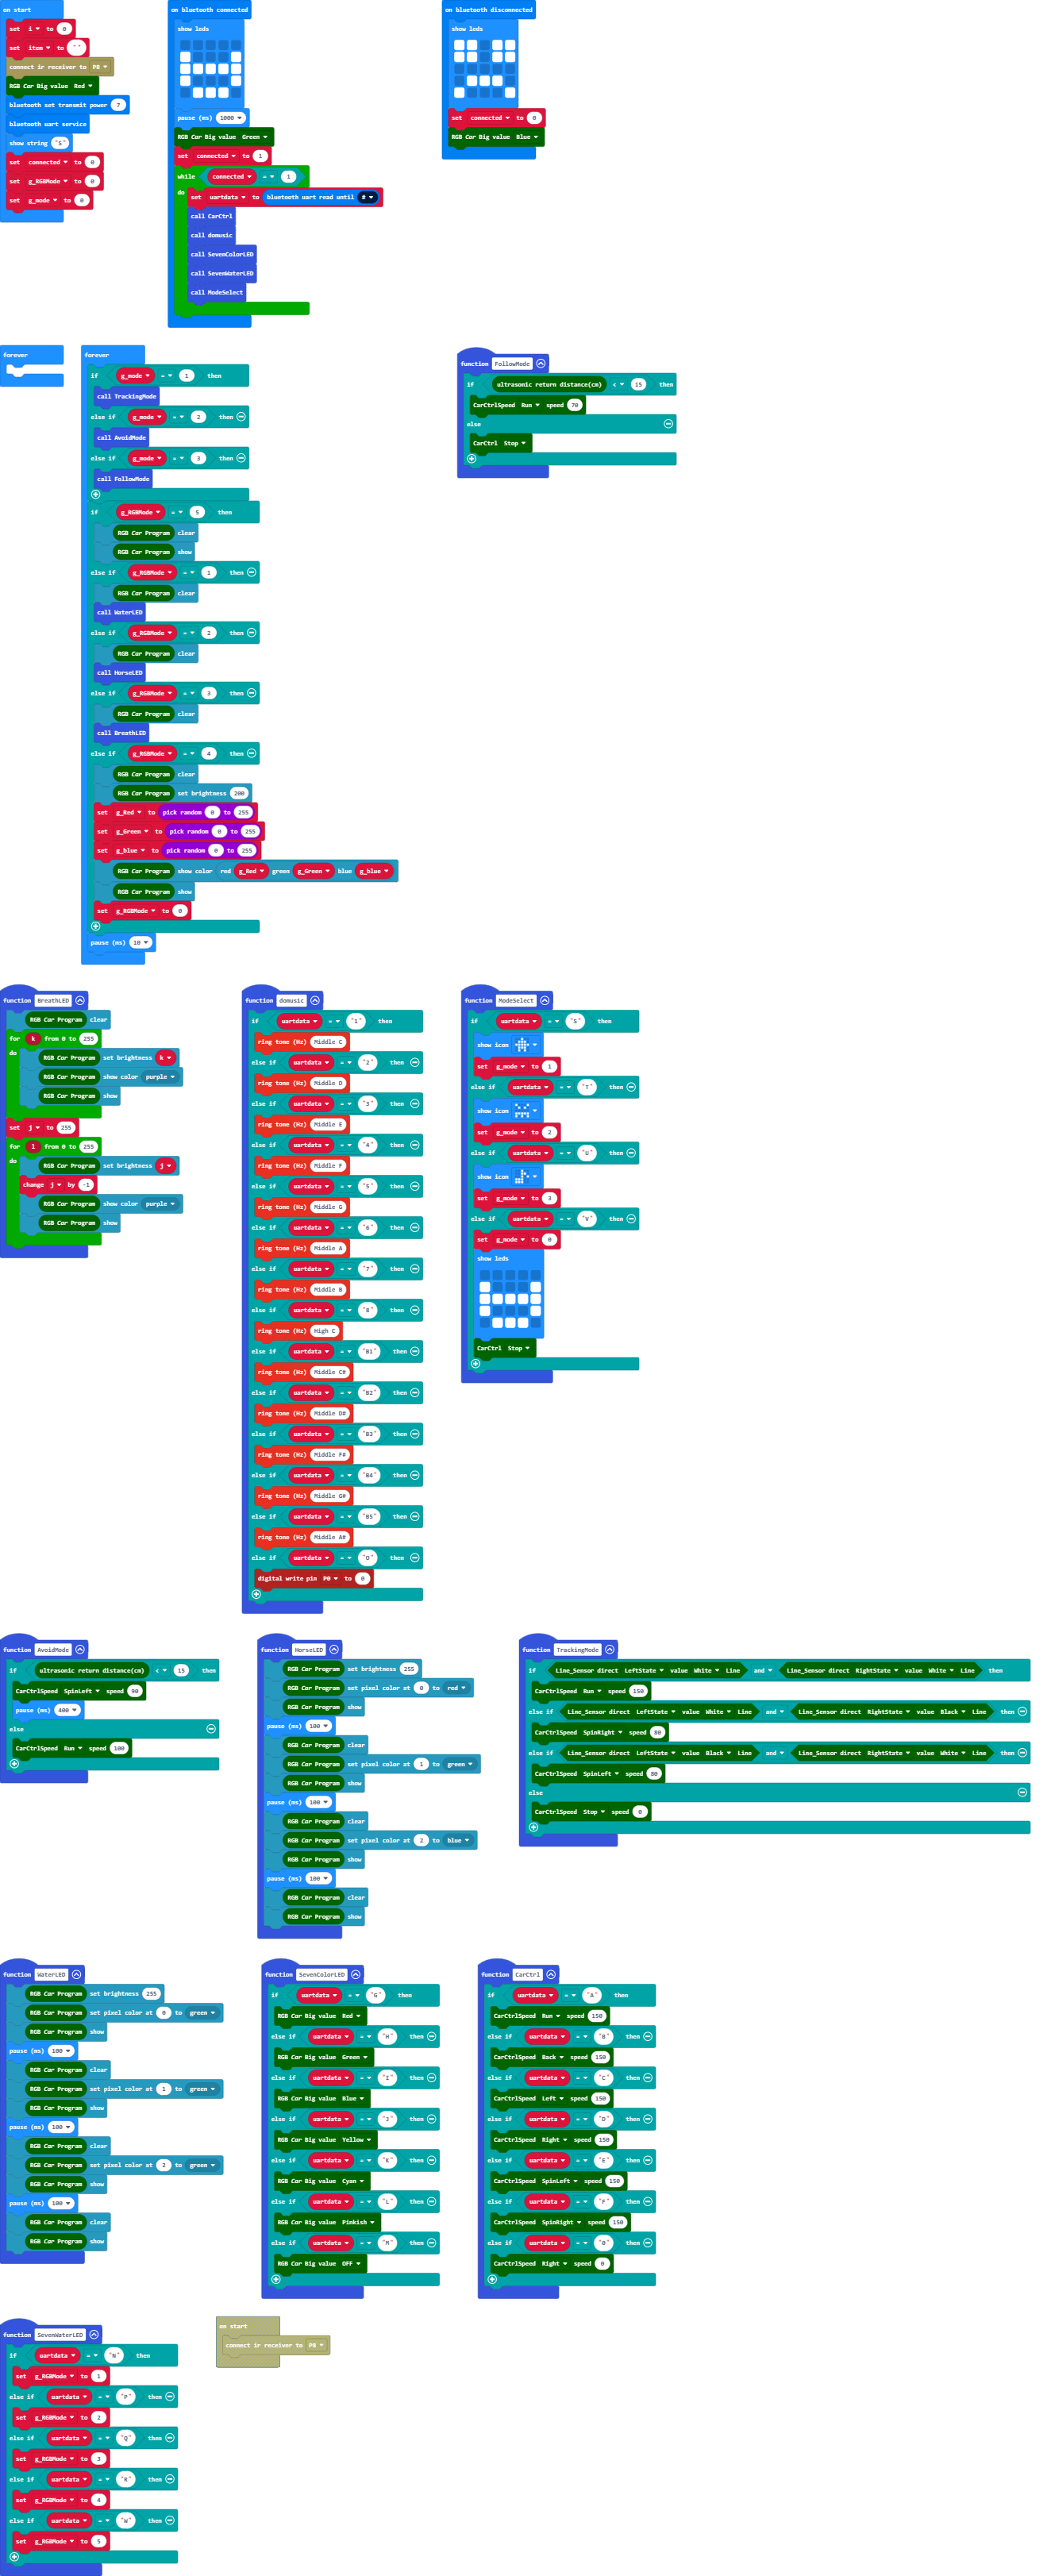 on start
set i to 0
set item to " "
connect ir receiver to P8
RGB Car Big value Red
bluetooth set transmit power 7
bluetooth uart service
show string "S"
set connected to 0
set g_RGBMode to 0
set g_mode to 0
on bluetooth connected
show leds
pause (ms) 1000
RGB Car Big value Green
set connected to 1
while connected = 1
do set uartdata to bluetooth uart read until #
call CarCtrl
call domusic
call SevenColorLED
call SevenWaterLED
call ModeSelect
on bluetooth disconnected
show leds
set connected to 0
RGB Car Big value Blue
forever
forever
if g_mode = 1 then
call TrackingMode
else if g_mode = 2 then
call AvoidMode
else if g_mode = 3 then
call FollowMode
if g_RGBMode = 5 then
RGB Car Program clear
RGB Car Program show
else if g_RGBMode = 1 then
RGB Car Program clear
call WaterLED
else if g_RGBMode = 2 then
RGB Car Program clear
call HorseLED
else if g_RGBMode = 3 then
RGB Car Program clear
call BreathLED
else if g_RGBMode = 4 then
RGB Car Program clear
RGB Car Program set brightness 200
set g_Red to pick random 0 to 255
set g_Green to pick random 0 to 255
set g_blue to pick random 0 to 255
RGB Car Program show color red g_Red green g_Green blue g_blue
RGB Car Program show
set g_RGBMode to 0
pause (ms) 10
function FollowMode
if ultrasonic return distance(cm) < 15 then
CarCtrlSpeed Run speed 70
else
CarCtrl Stop
function BreathLED
RGB Car Program clear
for k from 0 to 255
do RGB Car Program set brightness k
RGB Car Program show color purple
RGB Car Program show
set j to 255
for l from 0 to 255
do RGB Car Program set brightness j
change j by -1
RGB Car Program show color purple
RGB Car Program show
function domusic
if uartdata = "1" then
ring tone (Hz) Middle C
else if uartdata = "2" then
ring tone (Hz) Middle D
else if uartdata = "3" then
ring tone (Hz) Middle E
else if uartdata = "4" then
ring tone (Hz) Middle F
else if uartdata = "5" then
ring tone (Hz) Middle G
else if uartdata = "6" then
ring tone (Hz) Middle A
else if uartdata = "7" then
ring tone (Hz) Middle B
else if uartdata = "8" then
ring tone (Hz) High C
else if uartdata = "B1" then
ring tone (Hz) Middle C#
else if uartdata = "B2" then
ring tone (Hz) Middle D#
else if uartdata = "B3" then
ring tone (Hz) Middle F#
else if uartdata = "B4" then
ring tone (Hz) Middle G#
else if uartdata = "B5" then
ring tone (Hz) Middle A#
else if uartdata = "O" then
digital write pin P0 to 0
function ModeSelect
if uartdata = "S" then
show icon
set g_mode to 1
else if uartdata = "T" then
show icon
set g_mode to 2
else if uartdata = "U" then
show icon
set g_mode to 3
else if uartdata = "V" then
set g_mode to 0
show leds
CarCtrl Stop
function AvoidMode
if ultrasonic return distance(cm) < 15 then
CarCtrlSpeed SpinLeft speed 90
pause (ms) 400
else
CarCtrlSpeed Run speed 100
function HorseLED
RGB Car Program set brightness 255
RGB Car Program set pixel color at 0 to red
RGB Car Program show
pause (ms) 100
RGB Car Program clear
RGB Car Program set pixel color at 1 to green
RGB Car Program show
pause (ms) 100
RGB Car Program clear
RGB Car Program set pixel color at 2 to blue
RGB Car Program show
pause (ms) 100
RGB Car Program clear
RGB Car Program show
function TrackingMode
if Line_Sensor direct LeftState value White Line and Line_Sensor direct RightState value White Line then
CarCtrlSpeed Run speed 150
else if Line_Sensor direct LeftState value White Line and Line_Sensor direct RightState value Black Line then
CarCtrlSpeed SpinRight speed 80
else if Line_Sensor direct LeftState value Black Line and Line_Sensor direct RightState value White Line then
CarCtrlSpeed SpinLeft speed 80
else
CarCtrlSpeed Stop speed 0
function WaterLED
RGB Car Program set brightness 255
RGB Car Program set pixel color at 0 to green
RGB Car Program show
pause (ms) 100
RGB Car Program clear
RGB Car Program set pixel color at 1 to green
RGB Car Program show
pause (ms) 100
RGB Car Program clear
RGB Car Program set pixel color at 2 to green
RGB Car Program show
pause (ms) 100
RGB Car Program clear
RGB Car Program show
function SevenColorLED
if uartdata = "G" then
RGB Car Big value Red
else if uartdata = "H" then
RGB Car Big value Green
else if uartdata = "I" then
RGB Car Big value Blue
else if uartdata = "J" then
RGB Car Big value Yellow
else if uartdata = "K" then
RGB Car Big value Cyan
else if uartdata = "L" then
RGB Car Big value Pinkish
else if uartdata = "M" then
RGB Car Big value OFF
function CarCtrl
if uartdata = "A" then
CarCtrlSpeed Run speed 150
else if uartdata = "B" then
CarCtrlSpeed Back speed 150
else if uartdata = "C" then
CarCtrlSpeed Left speed 150
else if uartdata = "D" then
CarCtrlSpeed Right speed 150
else if uartdata = "E" then
CarCtrlSpeed SpinLeft speed 150
else if uartdata = "F" then
CarCtrlSpeed SpinRight speed 150
else if uartdata = "0" then
CarCtrlSpeed Right speed 0
function SevenWaterLED
if uartdata = "N" then
set g_RGBMode to 1
else if uartdata = "P" then
set g_RGBMode to 2
else if uartdata = "Q" then
set g_RGBMode to 3
else if uartdata = "R" then
set g_RGBMode to 4
else if uartdata = "W" then
set g_RGBMode to 5
on start
connect ir receiver to P8